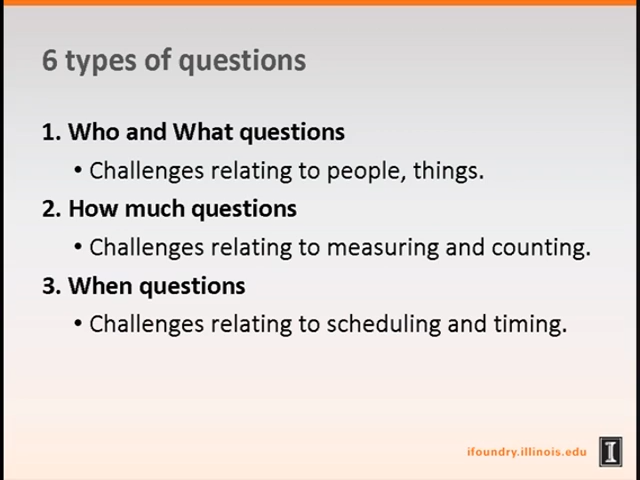 6 types of questions
1. Who and What questions
• Challenges relating to people, things.
2. How much questions
• Challenges relating to measuring and counting.
3. When questions
• Challenges relating to scheduling and timing.
ifoundry.illinois.edu I